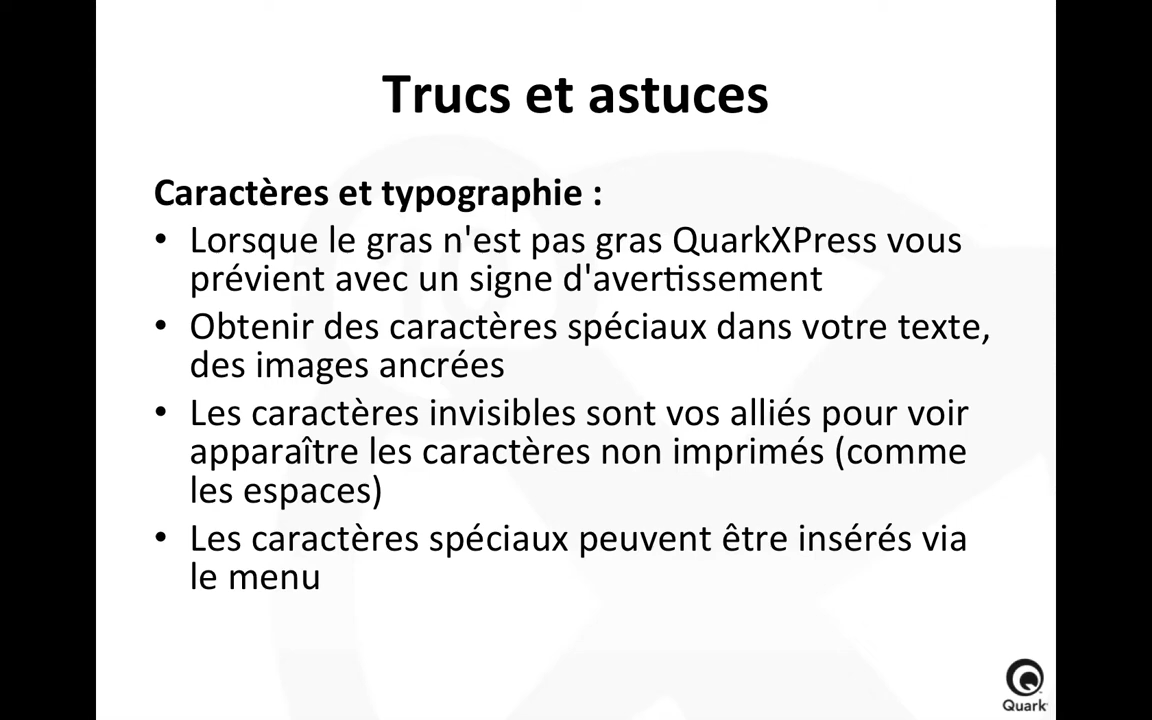 Trucs et astuces
Caractères et typographie :
• Lorsque le gras n'est pas gras QuarkXPress vous
prévient avec un signe d'avertissement
• Obtenir des caractères spéciaux dans votre texte,
des images ancrées
• Les caractères invisibles sont vos alliés pour voir
apparaître les caractères non imprimés (comme
les espaces)
• Les caractères spéciaux peuvent être insérés via
le menu
Quark